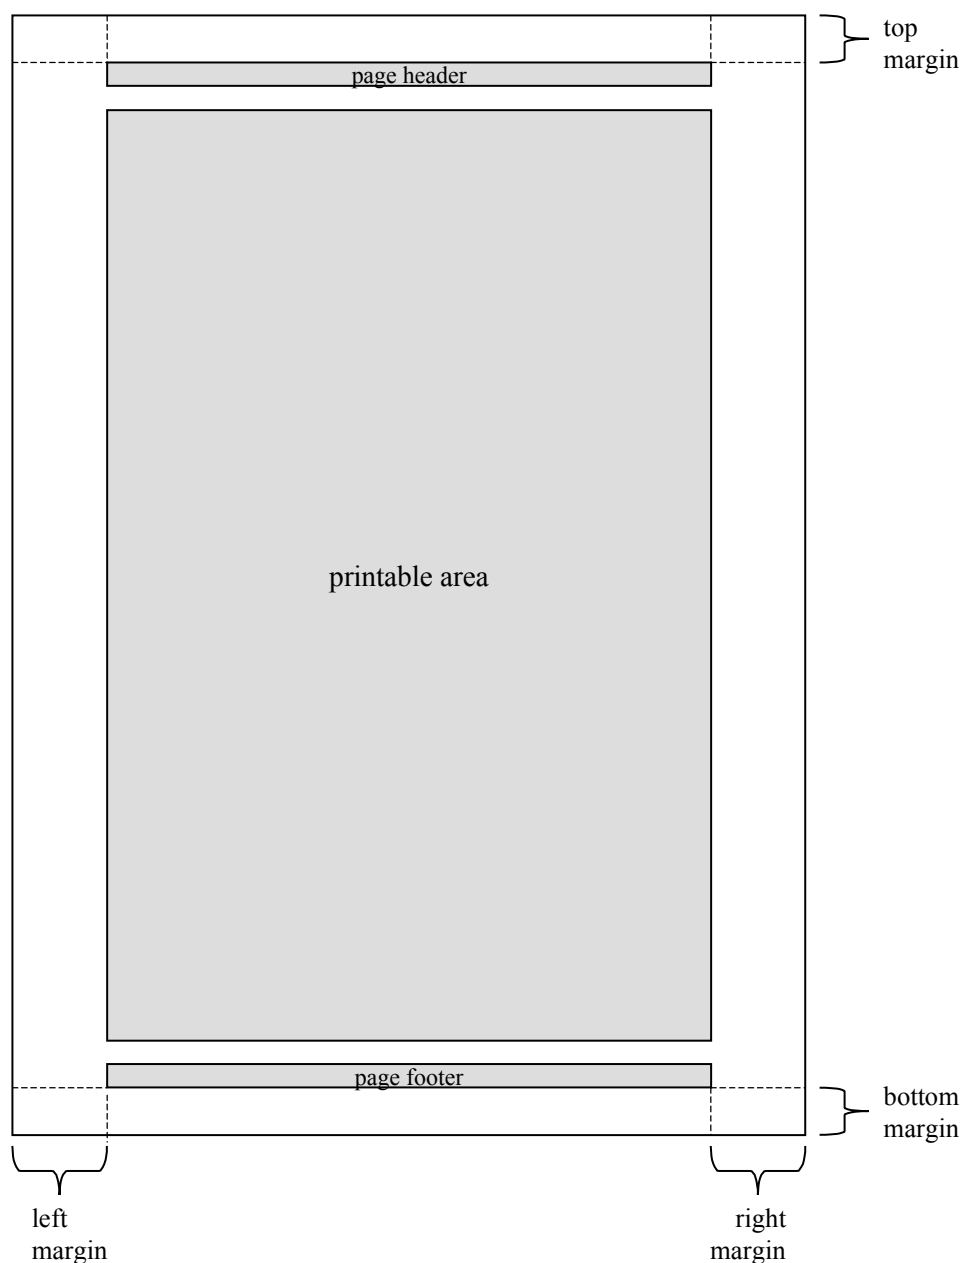 top
margin
page header
printable area
page footer
bottom
margin
left
margin
right
margin